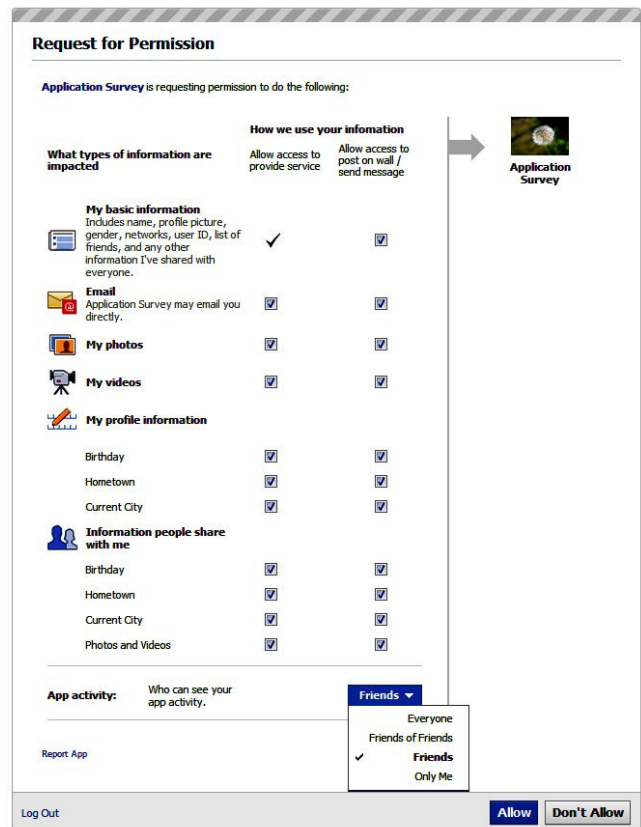 Request for Permission
Application Survey is requesting permission to do the following:
How we use your infomation
What types of information are
impacted
Allow access to
provide service
Allow access to
post on wall /
send message
Application
Survey
My basic information
Includes name, profile picture,
gender, networks, user ID, list of
friends, and any other
information I've shared with
everyone.
Email
Application Survey may email you
directly.
@
My photos
My videos
My profile information
Birthday
Hometown
Current City
Information people share
with me
Birthday
Hometown
Current City
Photos and Videos
App activity:
Who can see your
app activity.
Friends
Everyone
Friends of Friends
Friends
Only Me
Report App
Log Out
Allow
Don't Allow